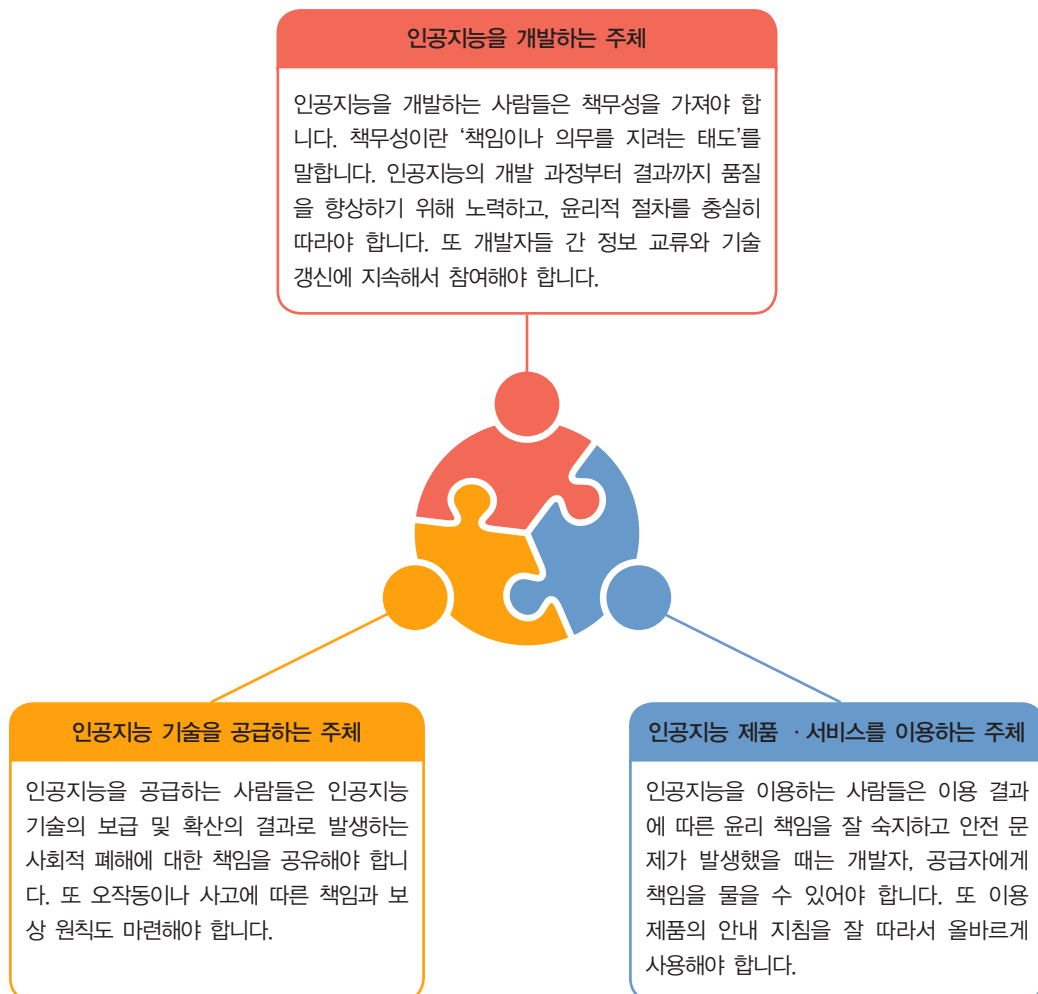 인공지능을 개발하는 주체
인공지능을 개발하는 사람들은 책무성을 가져야 합
니다. 책무성이란 ‘책임이나 의무를 지려는 태도’를
말합니다. 인공지능의 개발 과정부터 결과까지 품질
을 향상하기 위해 노력하고, 윤리적 절차를 충실히
따라야 합니다. 또 개발자들 간 정보 교류와 기술
갱신에 지속해서 참여해야 합니다.
인공지능 기술을 공급하는 주체
인공지능을 공급하는 사람들은 인공지능
기술의 보급 및 확산의 결과로 발생하는
사회적 폐해에 대한 책임을 공유해야 합니
다. 또 오작동이나 사고에 따른 책임과 보
상 원칙도 마련해야 합니다.
인공지능 제품 · 서비스를 이용하는 주체
인공지능을 이용하는 사람들은 이용 결과
에 따른 윤리 책임을 잘 숙지하고 안전 문
제가 발생했을 때는 개발자, 공급자에게
책임을 물을 수 있어야 합니다. 또 이용
제품의 안내 지침을 잘 따라서 올바르게
사용해야 합니다.